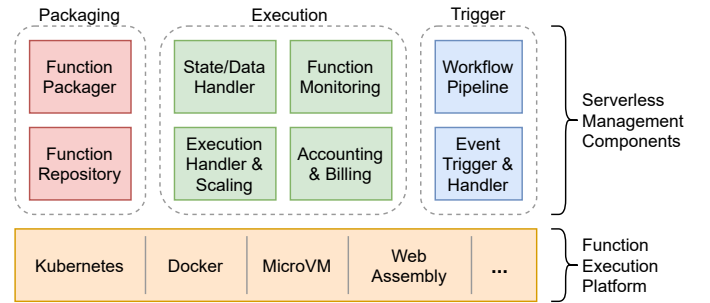 Packaging
Execution
Trigger
Function
Packager
State/Data
Handler
Function
Monitoring
Workflow
Pipeline
Function
Repository
Execution
Handler &
Scaling
Accounting
& Billing
Event
Trigger &
Handler
Serverless
Management
Components
Kubernetes
Docker
MicroVM
Web
Assembly
...
Function
Execution
Platform